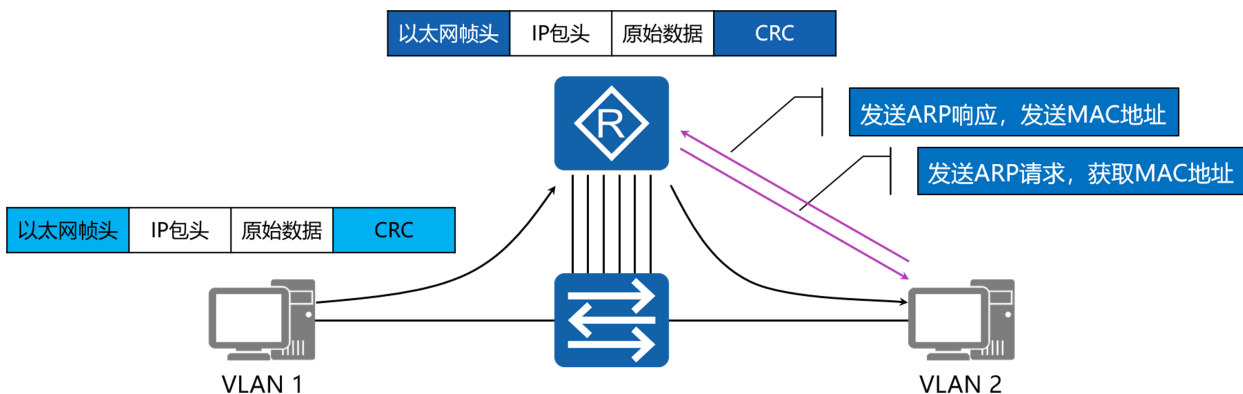 以太网帧头 IP包头 原始数据 CRC
R
发送ARP响应，发送MAC地址
发送ARP请求，获取MAC地址
以太网帧头 IP包头 原始数据 CRC
VLAN 1
VLAN 2